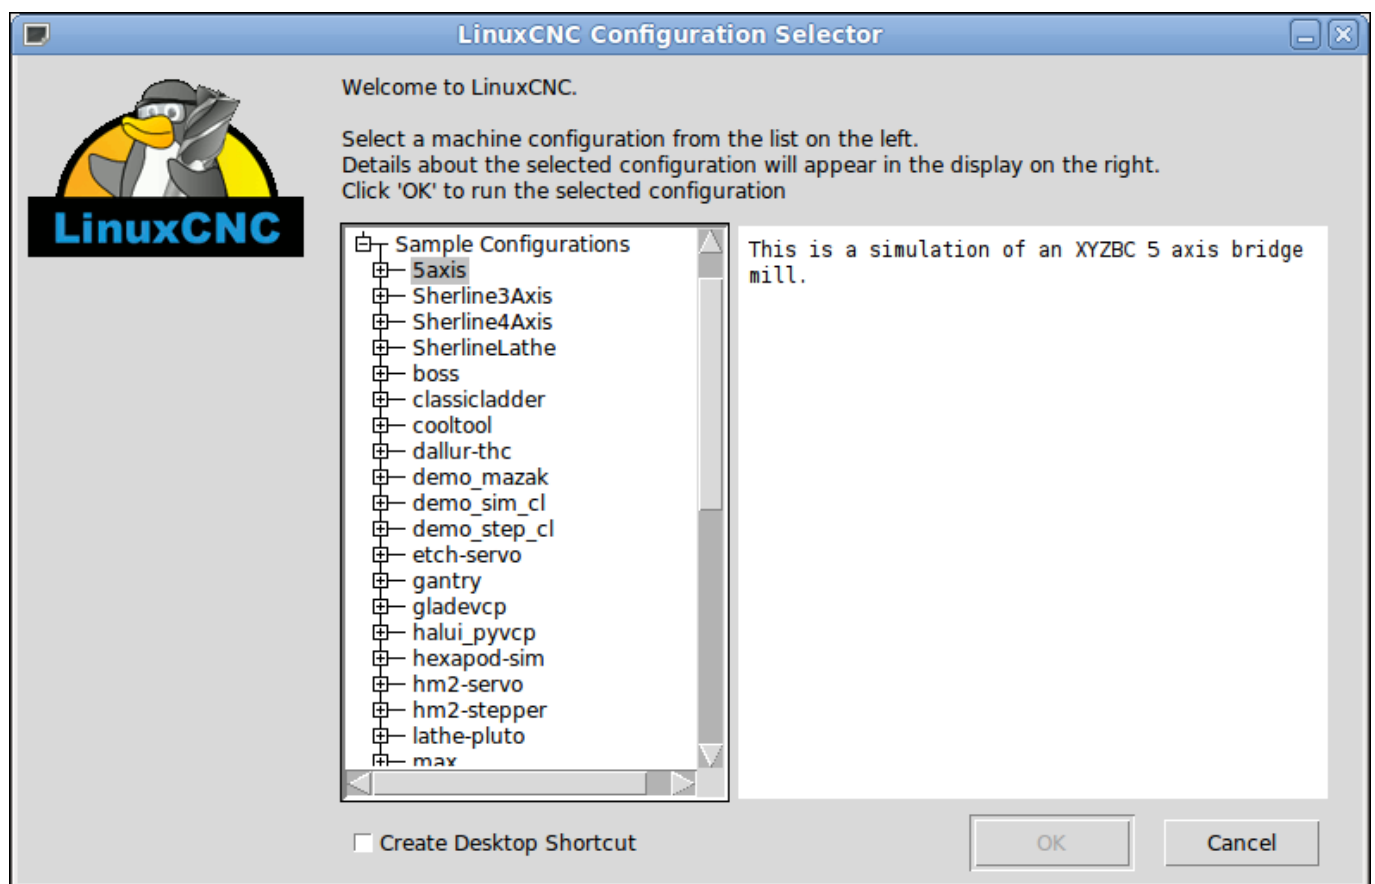 LinuxCNC Configuration Selector
Welcome to LinuxCNC.
Select a machine configuration from the list on the left.
Details about the selected configuration will appear in the display on the right.
Click 'OK' to run the selected configuration
LinuxCNC
Sample Configurations
5axis
Sherline3Axis
Sherline4Axis
SherlineLathe
boss
classicladder
cooltool
dallur-thc
demo_mazak
demo_sim_cl
demo_step_cl
etch-servo
gantry
gladevcp
halui_pyvcp
hexapod-sim
hm2-servo
hm2-stepper
lathe-pluto
max
This is a simulation of an XYZBC 5 axis bridge
mill.
Create Desktop Shortcut
OK
Cancel